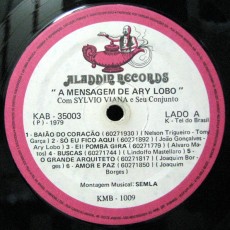 ALADDIN RECORDS
"A MENSAGEM DE ARY LOBO"
Com SYLVIO VIANA e Seu Conjunto
KAB - 35003
(P) - 1979
LADO A
K - Tel do Brasil
1 - BAIÃO DO CORAÇÃO (60271930) (Nelson Trigueiro - Tom
Garça) 2 - SÓ EU FICO AQUI (60271892) (João Gonçalves -
Ary Lobo) 3 - EI! POMBA GIRA (60271779) (Alvaro Ma
tos) 4 - BUSCAS (60271744) (Lindolfo Mastellaro) 5 -
O GRANDE ARQUITETO (60271817) (Joaquim Bor
ges) 6 - AMOR E PAZ (60271850) (Joaquim
Borges)
Montagem Musical: SEMLA
KMB - 1009